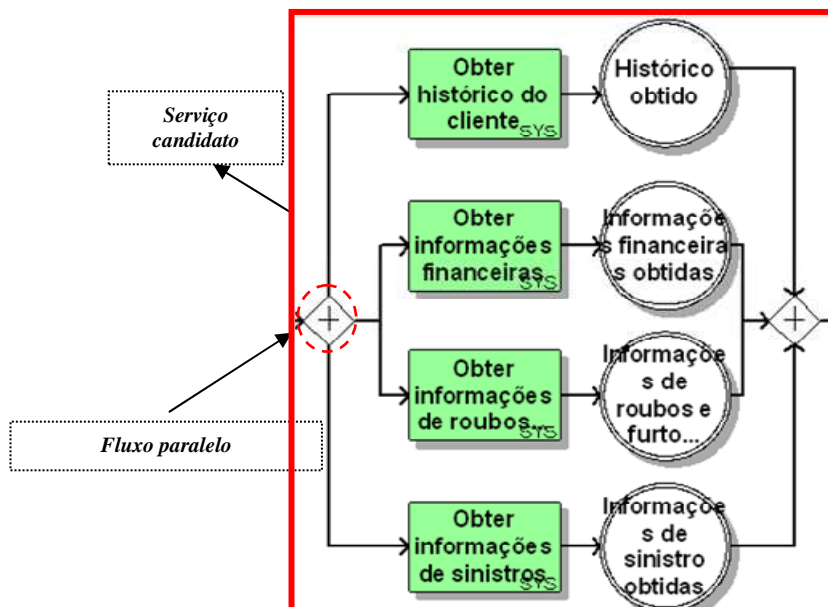 Obter
histórico do
cliente
SYS
Histórico
obtido
Serviço
candidato
Obter
informações
financeiras
SYS
Informaçõe
s financeira
s obtidas
+
+
Obter
informações
de roubos...
SYS
Informaçõe
s de
roubos e
furto...
Fluxo paralelo
Obter
informações
de sinistros
SYS
Informaçõe
s de
sinistro
obtidas